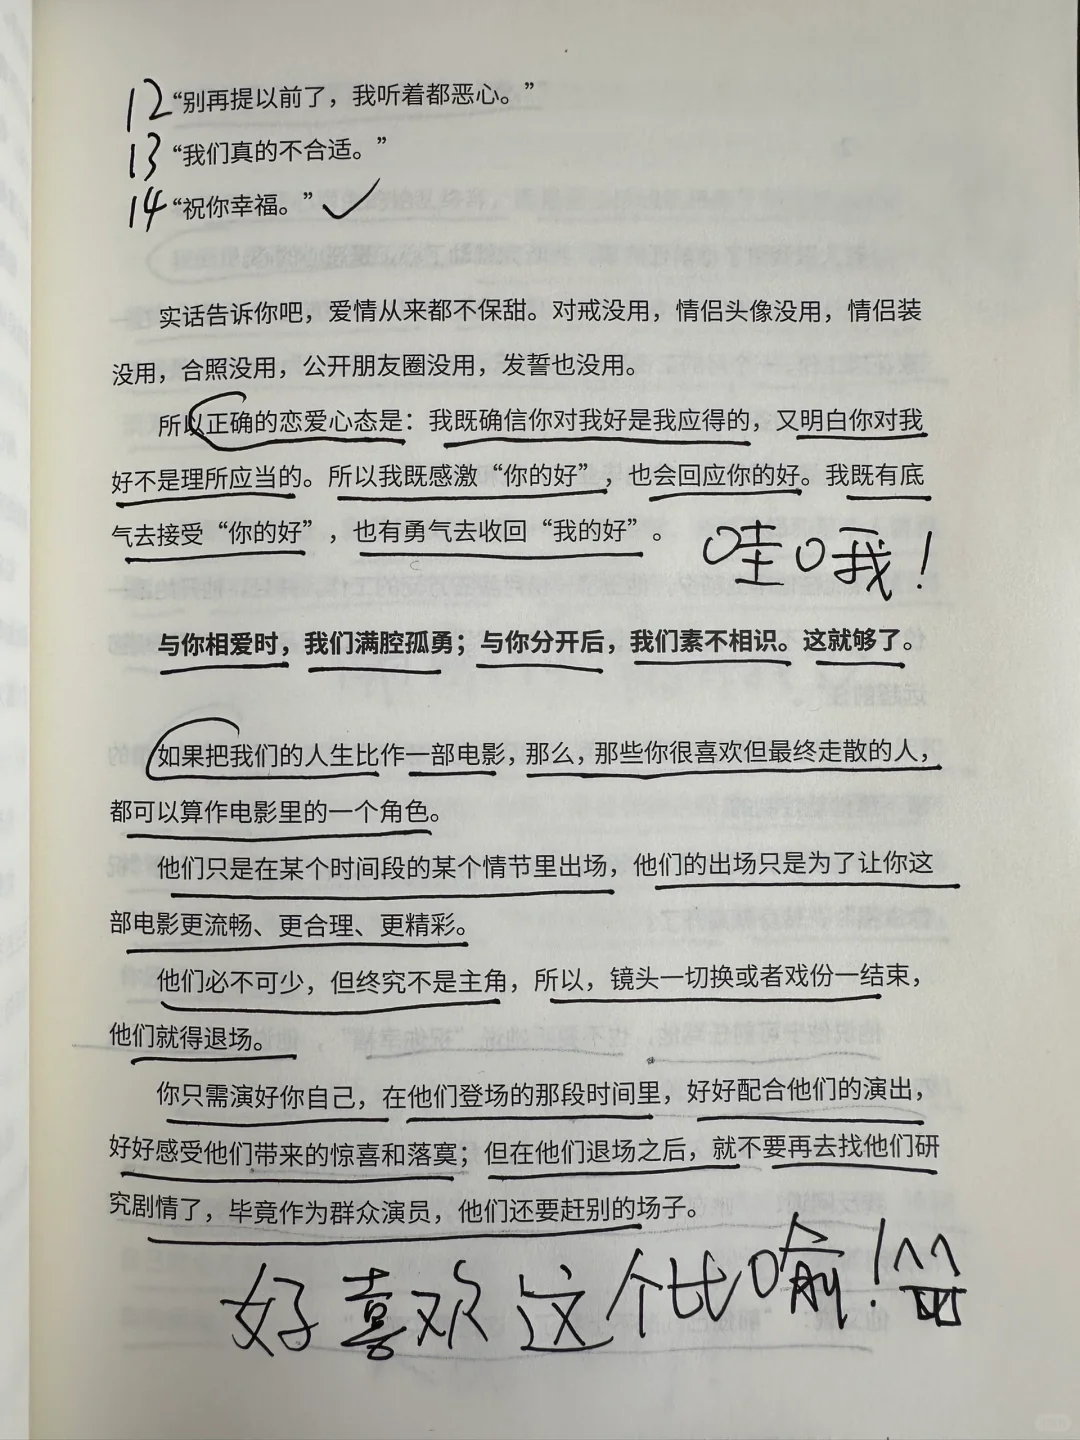 12 “别再提以前了，我听着都恶心。”
13 “我们真的不合适。”
14 “祝你幸福。”
实话告诉你吧，爱情从来都不保甜。对戒没用，情侣头像没用，情侣装
没用，合照没用，公开朋友圈没用，发誓也没用。
所以正确的恋爱心态是：我既确信你对我好是我应得的，又明白你对我
好不是理所应当的。所以我既感激“你的好”，也会回应你的好。我既有底
气去接受“你的好”，也有勇气去收回“我的好”。
哇哦！
与你相爱时，我们满腔孤勇；与你分开后，我们素不相识。这就够了。
如果把我们的人生比作一部电影，那么，那些你很喜欢但最终走散的人，
都可以算作电影里的一个角色。
他们只是在某个时间段的某个情节里出场，他们的出场只是为了让你这
部电影更流畅、更合理、更精彩。
他们必不可少，但终究不是主角，所以，镜头一切换或者戏份一结束，
他们就得退场。
你只需演好你自己，在他们登场的那段时间里，好好配合他们的演出，
好好感受他们带来的惊喜和落寞；但在他们退场之后，就不要再去找他们研
究剧情了，毕竟作为群众演员，他们还要赶别的场子。
好喜欢这个比喻！